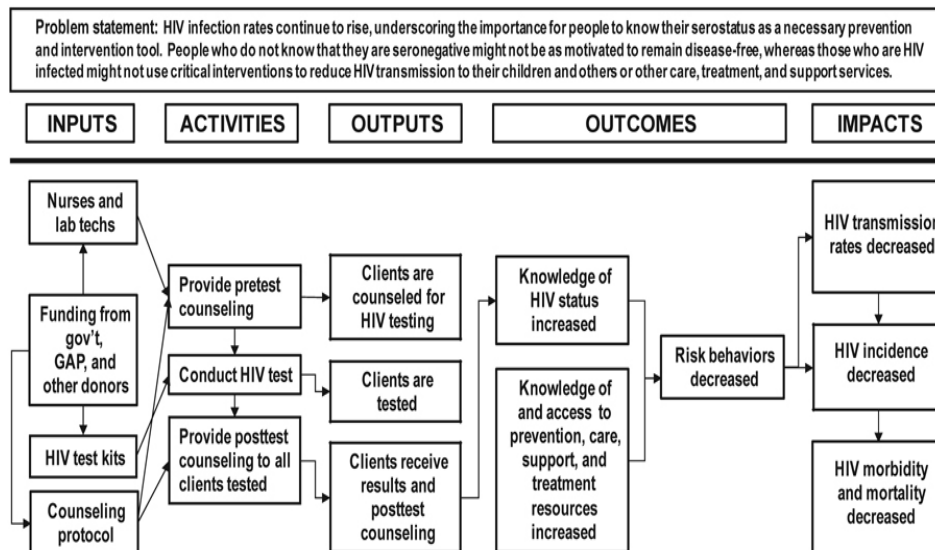 Problem statement: HIV infection rates continue to rise, underscoring the importance for people to know their serostatus as a necessary prevention
and intervention tool. People who do not know that they are seronegative might not be as motivated to remain disease-free, whereas those who are HIV
infected might not use critical interventions to reduce HIV transmission to their children and others or other care, treatment, and support services.
INPUTS
ACTIVITIES
OUTPUTS
OUTCOMES
IMPACTS
Nurses and
lab techs
Funding from
gov't,
GAP, and
other donors
HIV test kits
Counseling
protocol
Provide pretest
counseling
Conduct HIV test
Provide posttest
counseling to all
clients tested
Clients are
counseled for
HIV testing
Clients are
tested
Clients receive
results and
posttest
counseling
Knowledge of
HIV status
increased
Knowledge of
and access to
prevention, care,
support, and
treatment
resources
increased
Risk behaviors
decreased
HIV transmission
rates decreased
HIV incidence
decreased
HIV morbidity
and mortality
decreased